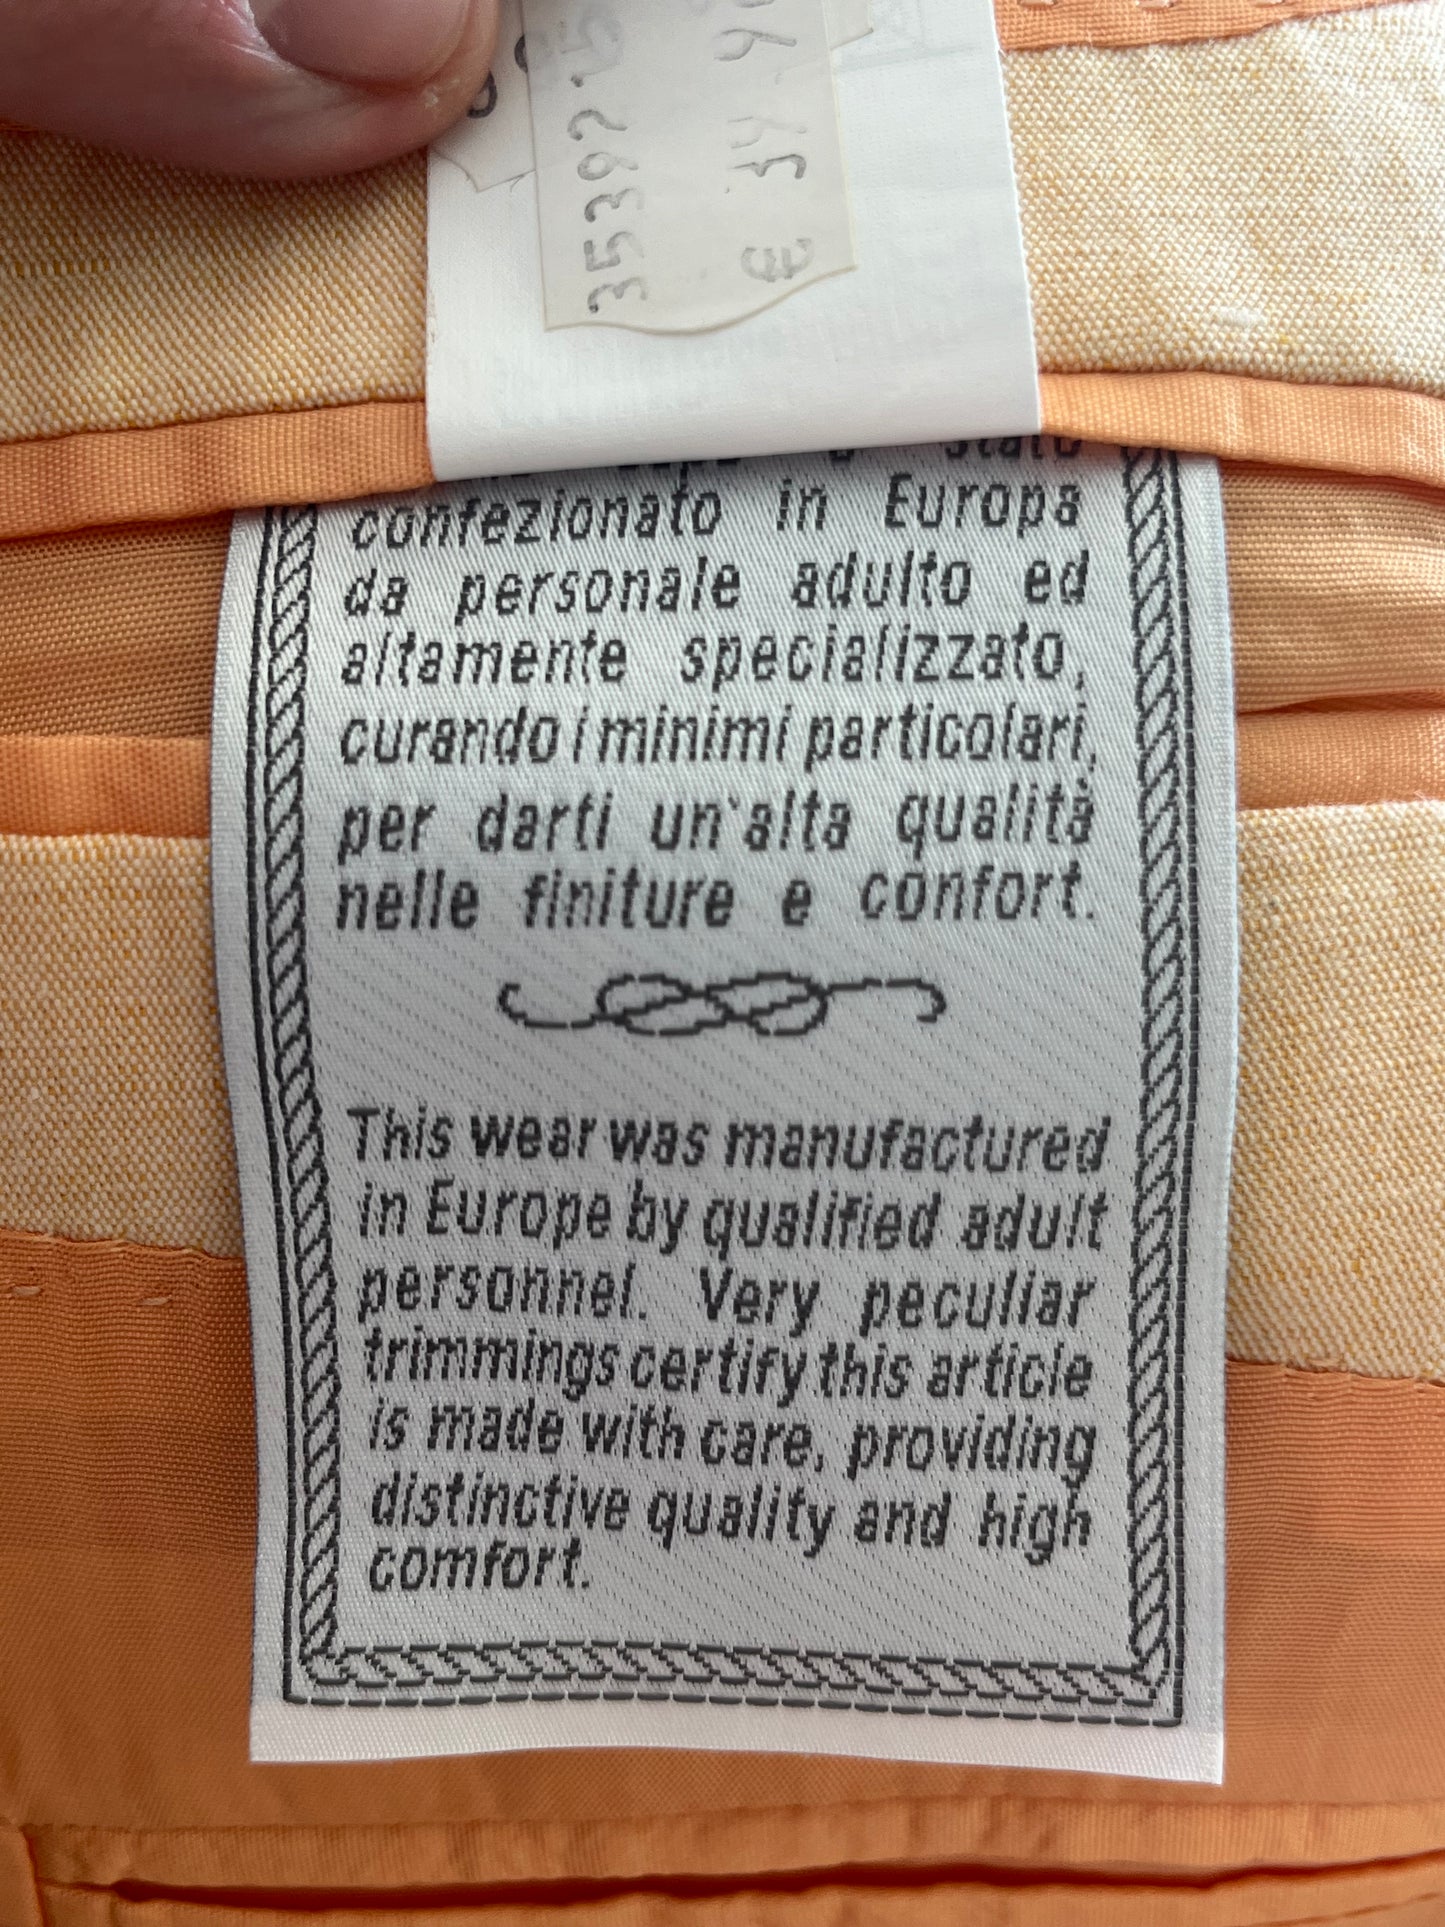 stato
confezionato in Europa
da personale adulto ed
altamente specializzato,
curando i minimi particolari,
per darti un'alta qualità
nelle finiture e confort.
This wear was manufactured
in Europe by qualified adult
personnel. Very peculiar
trimmings certify this article
is made with care, providing
distinctive quality and high
comfort.